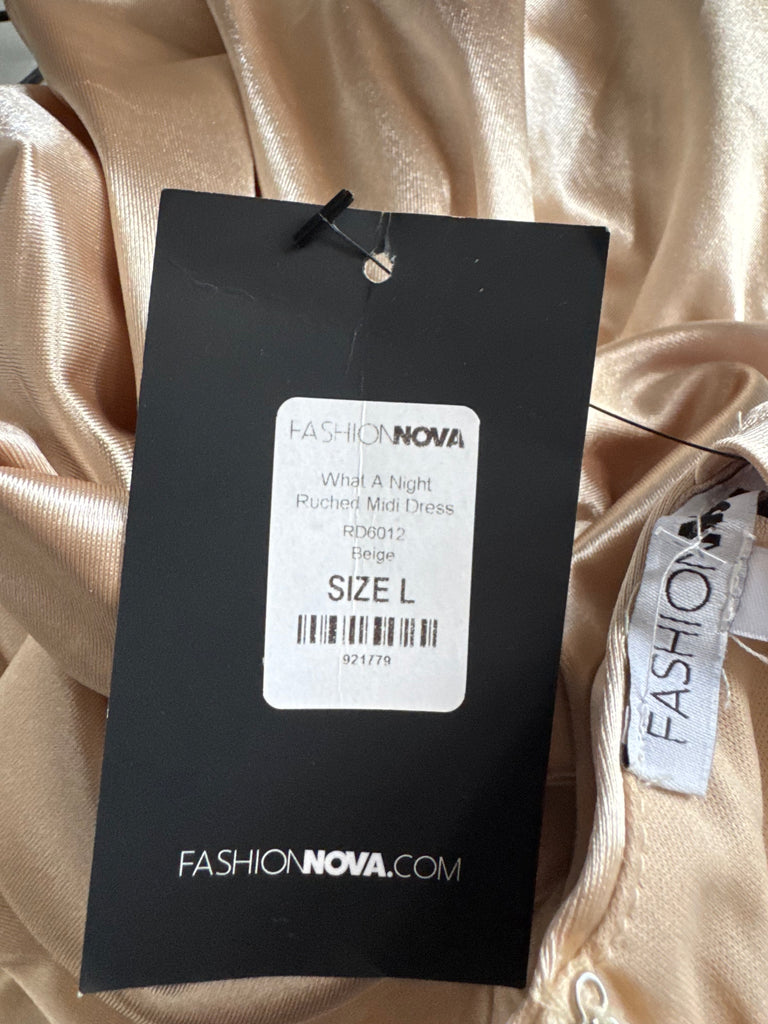 FASHIONNOVA
What A Night
Ruched Midi Dress
RD6012
Beige
SIZE L
921779
FASHIONNOVA.COM
FASHION